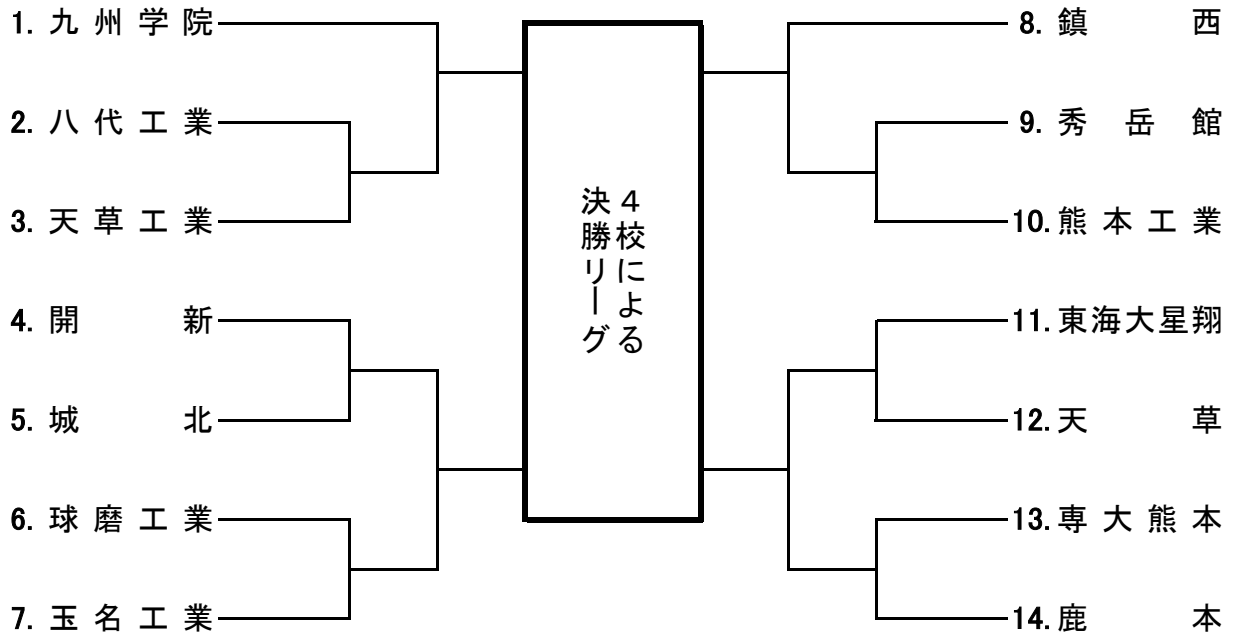 1. 九州学院
2. 八代工業
3. 天草工業
4. 開新
5. 城北
6. 球磨工業
7. 玉名工業
４校による
決勝リーグ
8. 鎮西
9. 秀岳館
10. 熊本工業
11. 東海大星翔
12. 天草
13. 専大熊本
14. 鹿本